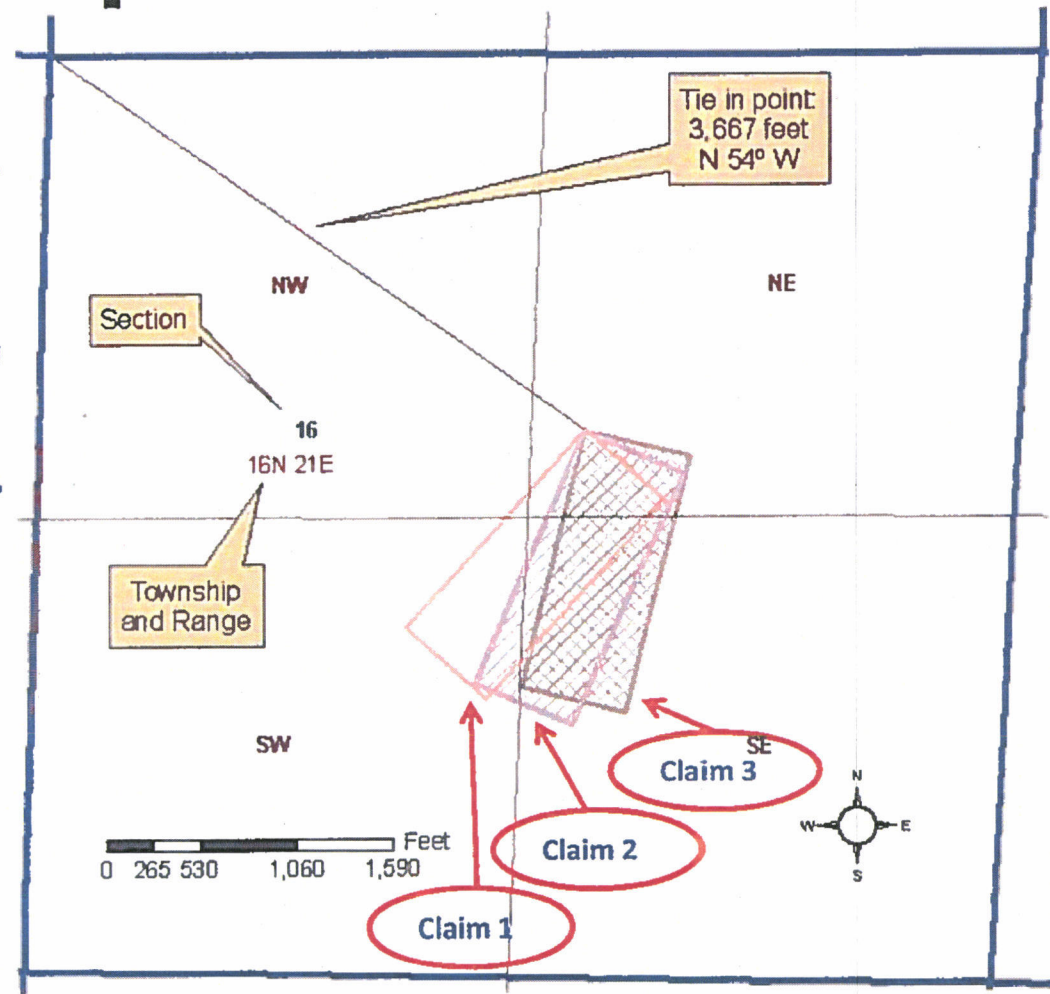 Tie in point:
3,667 feet
N 54º W
NW
NE
Section
16
16N 21E
Township
and Range
SW
SE
Claim 3
N
W
E
S
Feet
0 265 530 1,060 1,590
Claim 2
Claim 1